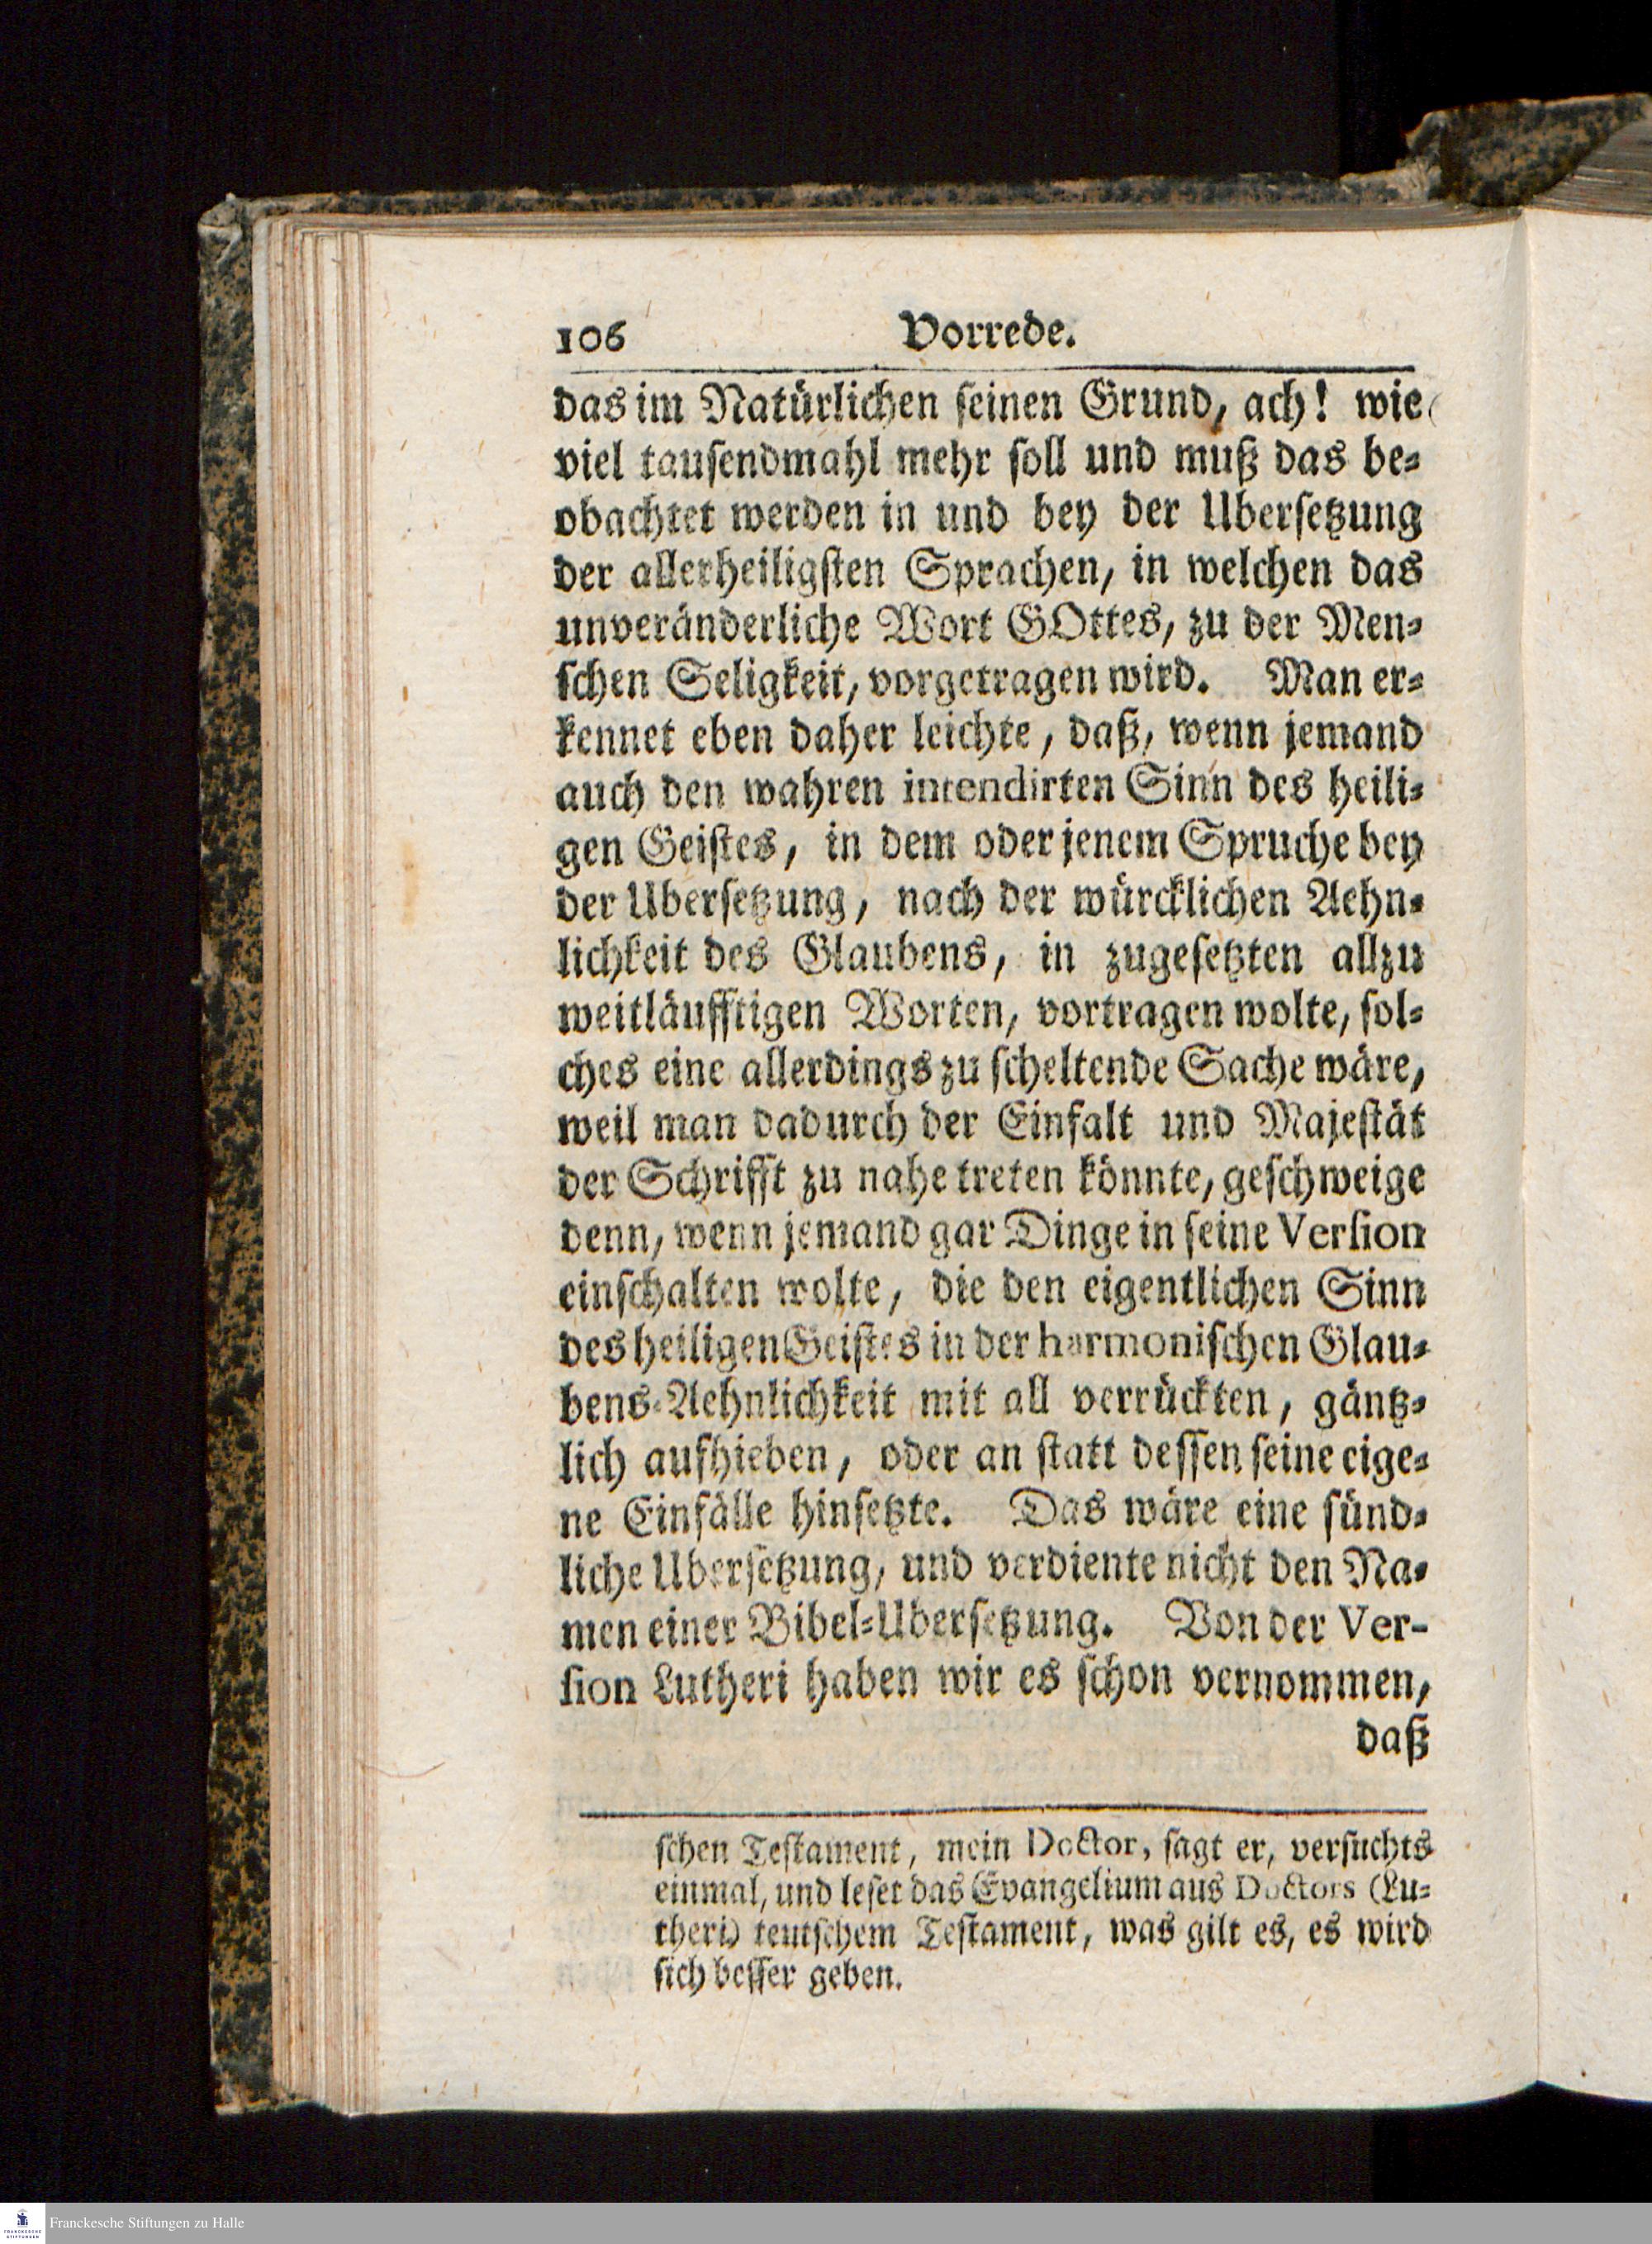 106 Vorrede.
das im Natürlichen ſeinen Grund, ach! wie
viel tauſendmahl mehr ſoll und muß das be⸗
obachtet werden in und bey der Uberſetzung
der allerheiligſten Sprachen, in welchen das
unveränderliche Wort GOttes, zu der Men⸗
ſchen Seligkeit, vorgetragen wird. Man er⸗
kennet eben daher leichte, daß, wenn jemand
auch den wahren intendirten Sinn des heili⸗
gen Geiſtes, in dem oder jenem Spruche bey
der Uberſetzung, nach der würcklichen Aehn⸗
lichkeit des Glaubens, in zugeſetzten allzu
weitläufftigen Worten, vortragen wolte, ſol⸗
ches eine allerdings zu ſcheltende Sache wäre,
weil man dadurch der Einfalt und Majeſtät
der Schrifft zu nahe treten könnte, geſchweige
denn, wenn jemand gar Dinge in ſeine Verſion
einſchalten wolte, die den eigentlichen Sinn
des heiligen Geiſtes in der harmoniſchen Glau⸗
bens⸗Aehnlichkeit mit all verrückten, gäntz⸗
lich aufhieben, oder an ſtatt deſſen ſeine eige⸗
ne Einfälle hinſetzte. Das wäre eine ſünd⸗
liche Uberſetzung, und verdiente nicht den Na⸗
men einer Bibel⸗Uberſetzung. Von der Ver-
ſion Lutheri haben wir es ſchon vernommen,
daß
ſchen Teſtament, mein Doctor, ſagt er, verſuchts
einmal, und leſet das Evangelium aus Doctors (Lu⸗
theri) teutſchem Teſtament, was gilt es, es wird
ſich beſſer geben.
FRANCKESCHE STIFTUNGEN
Franckesche Stiftungen zu Halle